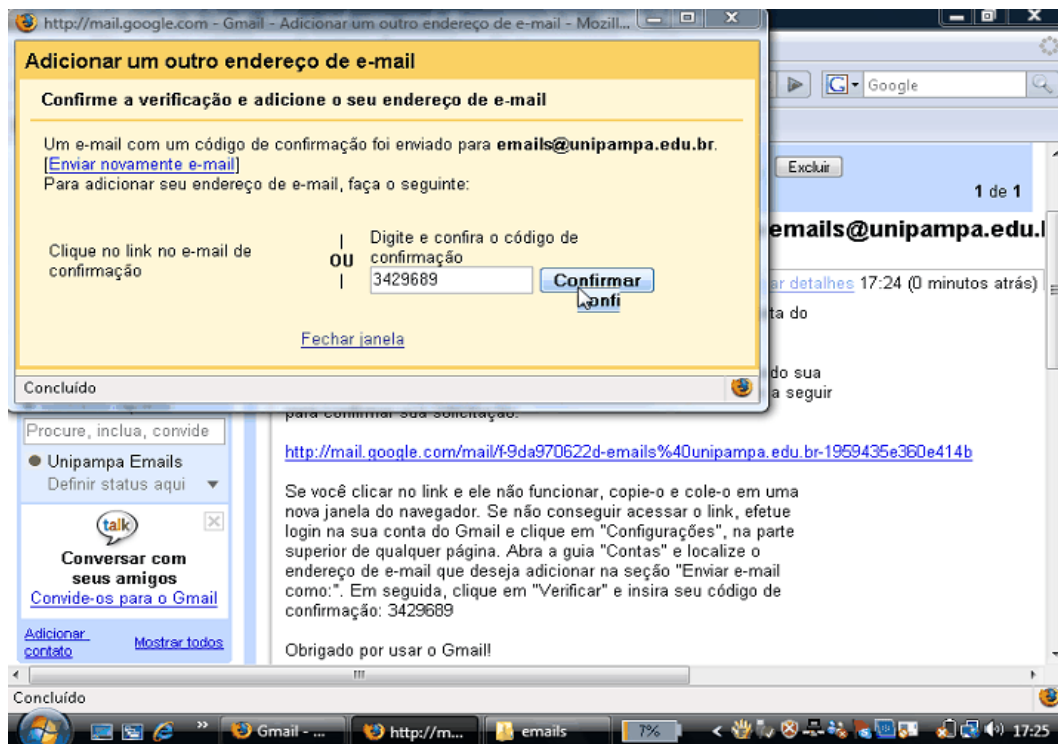 http://mail.google.com - Gmail - Adicionar um outro endereço de e-mail - Mozill...
Adicionar um outro endereço de e-mail
Confirme a verificação e adicione o seu endereço de e-mail
Um e-mail com um código de confirmação foi enviado para emails@unipampa.edu.br.
[Enviar novamente e-mail]
Para adicionar seu endereço de e-mail, faça o seguinte:
Clique no link no e-mail de
confirmação
OU
Digite e confira o código de
confirmação
3429689
Confirmar
Fechar janela
Concluído
G Google
Excluir
1 de 1
emails@unipampa.edu.
detalhes 17:24 (0 minutos atrás)
ta do
do sua
a seguir
para confirmar sua solicitação:
http://mail.google.com/mail/f-9da970622d-emails%40unipampa.edu.br-1959435e360e414b
Se você clicar no link e ele não funcionar, copie-o e cole-o em uma
nova janela do navegador. Se não conseguir acessar o link, efetue
login na sua conta do Gmail e clique em "Configurações", na parte
superior de qualquer página. Abra a guia "Contas" e localize o
endereço de e-mail que deseja adicionar na seção "Enviar e-mail
como:". Em seguida, clique em "Verificar" e insira seu código de
confirmação: 3429689
Obrigado por usar o Gmail!
Procure, inclua, convide
Unipampa Emails
Definir status aqui
talk
Conversar com
seus amigos
Convide-os para o Gmail
Adicionar
contato
Mostrar todos
Concluído
Gmail - ...
http://m...
emails
7%
17:25